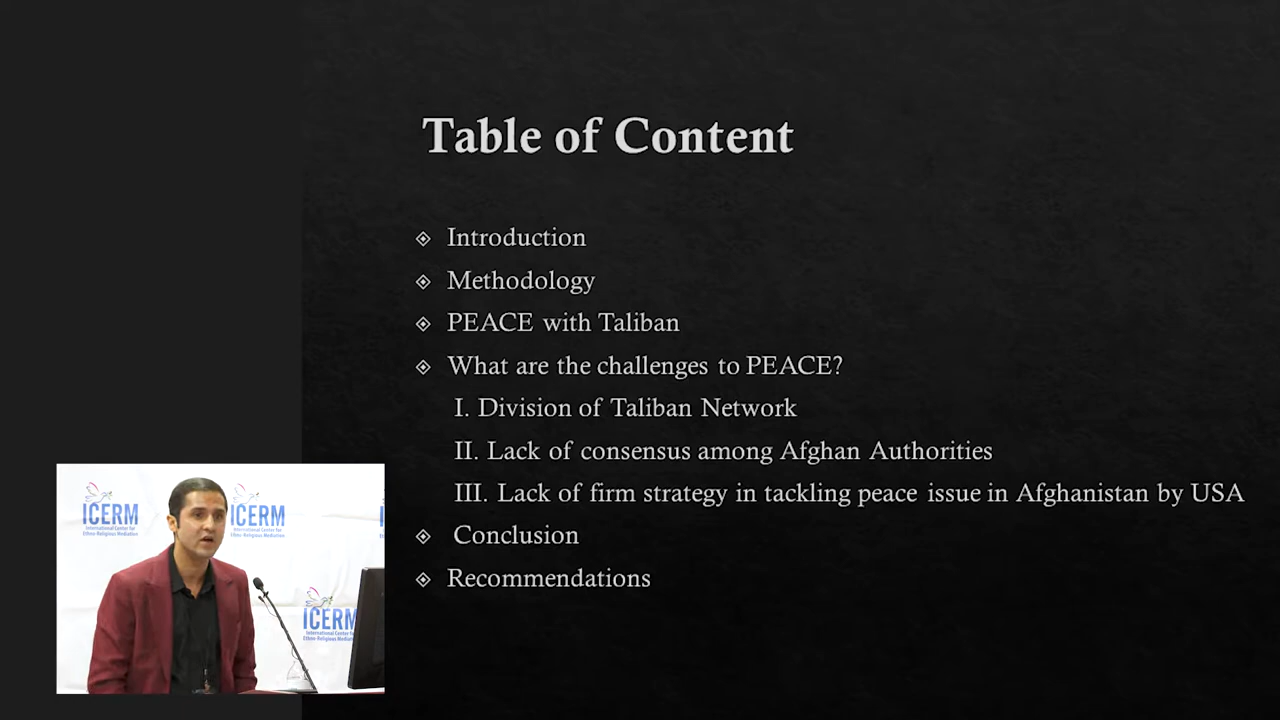 Table of Content
Introduction
Methodology
PEACE with Taliban
What are the challenges to PEACE?
I. Division of Taliban Network
II. Lack of consensus among Afghan Authorities
III. Lack of firm strategy in tackling peace issue in Afghanistan by USA
Conclusion
Recommendations
ICERM
International Center for
Ethno-Religious Mediation
ICERM
International Center for
Ethno-Religious Mediation
ICERM
International Center for
Ethno-Religious Mediation